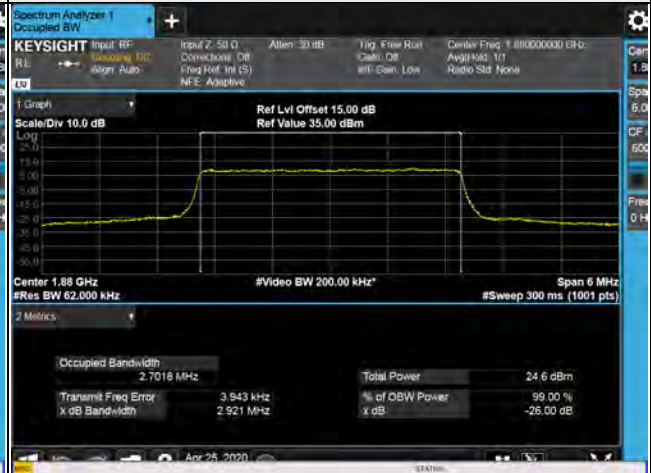 Spectrum Analyzer 1
Occupied BW
+
KEYSIGHT Input: RF Input Z: 50 Ω Atten: 30 dB Trig: Free Run Center Freq: 1.880000000 GHz
RL Coupling: DC Corrections: Off Gate: Off Avg|Hold: 1/1
Align: Auto Freq Ref: Int (S) #IF Gain: Low Radio Std: None
LXI NFE: Adaptive
1 Graph
Scale/Div 10.0 dB
Ref Lvl Offset 15.00 dB
Ref Value 35.00 dBm
Log
25.0
15.0
5.00
-5.00
-15.0
-25.0
-35.0
-45.0
-55.0
Center 1.88 GHz #Video BW 200.00 kHz* Span 6 MHz
#Res BW 62.000 kHz #Sweep 300 ms (1001 pts)
2 Metrics
Occupied Bandwidth
2.7018 MHz Total Power 24.6 dBm
Transmit Freq Error 3.943 kHz % of OBW Power 99.00 %
x dB Bandwidth 2.921 MHz x dB -26.00 dB
Apr 25, 2020
MSG STATUS